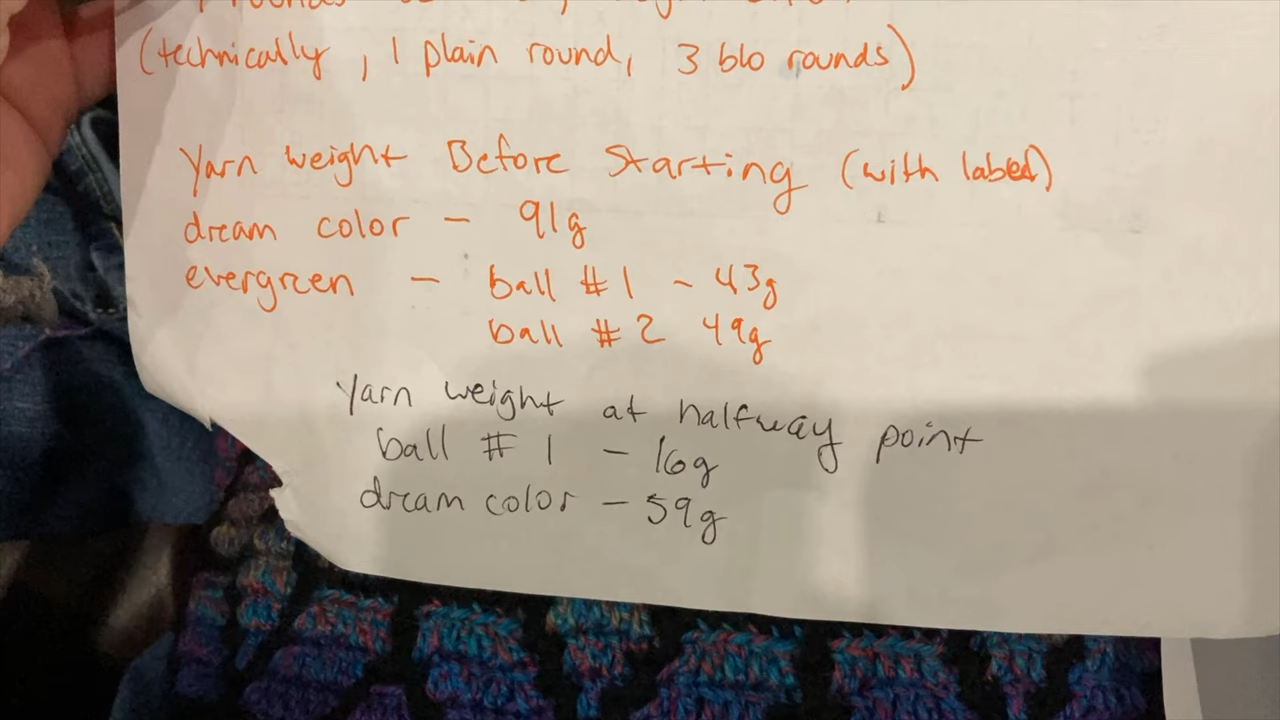 (technically, 1 plain round, 3 blo rounds)
Yarn weight Before Starting (with label)
dream color - 91g
evergreen - ball #1 - 43g
ball #2 49g
Yarn weight at halfway point
ball #1 - 16g
dream color - 59g